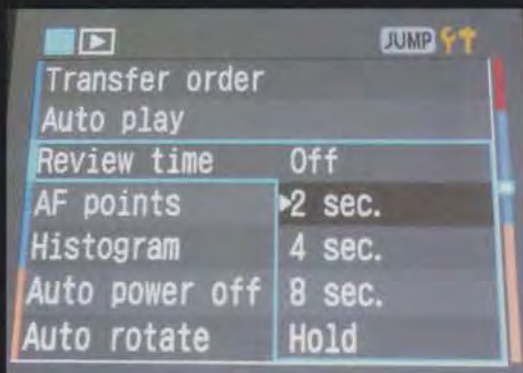 JUMP
Transfer order
Auto play
Review time Off
AF points 2 sec.
Histogram 4 sec.
Auto power off 8 sec.
Auto rotate Hold